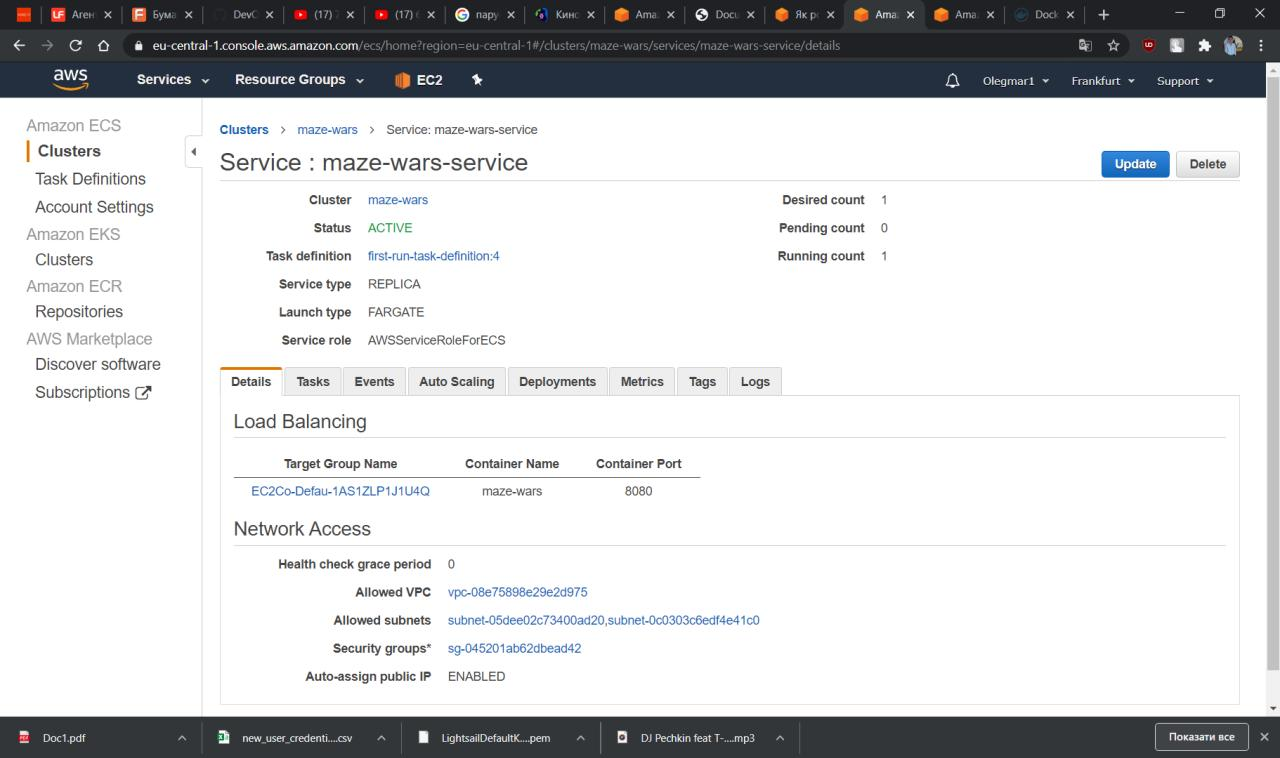 Аген
Бума
DevC
(17) 7
(17) 6
Кинс
Ama
Docu
Як р
Ama
Ama
Dock
eu-central-1.console.aws.amazon.com/ecs/home?region=eu-central-1#/clusters/maze-wars/services/maze-wars-service/details
aws Services Resource Groups EC2 Olegmar1 Frankfurt Support
Amazon ECS
Clusters
Task Definitions
Account Settings
Amazon EKS
Clusters
Amazon ECR
Repositories
AWS Marketplace
Discover software
Subscriptions
Clusters > maze-wars > Service: maze-wars-service
Service : maze-wars-service
Update Delete
Cluster maze-wars
Status ACTIVE
Task definition first-run-task-definition:4
Service type REPLICA
Launch type FARGATE
Service role AWSServiceRoleForECS
Desired count 1
Pending count 0
Running count 1
Details Tasks Events Auto Scaling Deployments Metrics Tags Logs
Load Balancing
Target Group Name Container Name Container Port
EC2Co-Defau-1AS1ZLP1J1U4Q maze-wars 8080
Network Access
Health check grace period 0
Allowed VPC vpc-08e75898e29e2d975
Allowed subnets subnet-05dee02c73400ad20,subnet-0c0303c6edf4e41c0
Security groups* sg-045201ab62dbead42
Auto-assign public IP ENABLED
Doc1.pdf
new_user_credenti....csv
LightsailDefaultK....pem
DJ Pechkin feat T-....mp3
Показати все